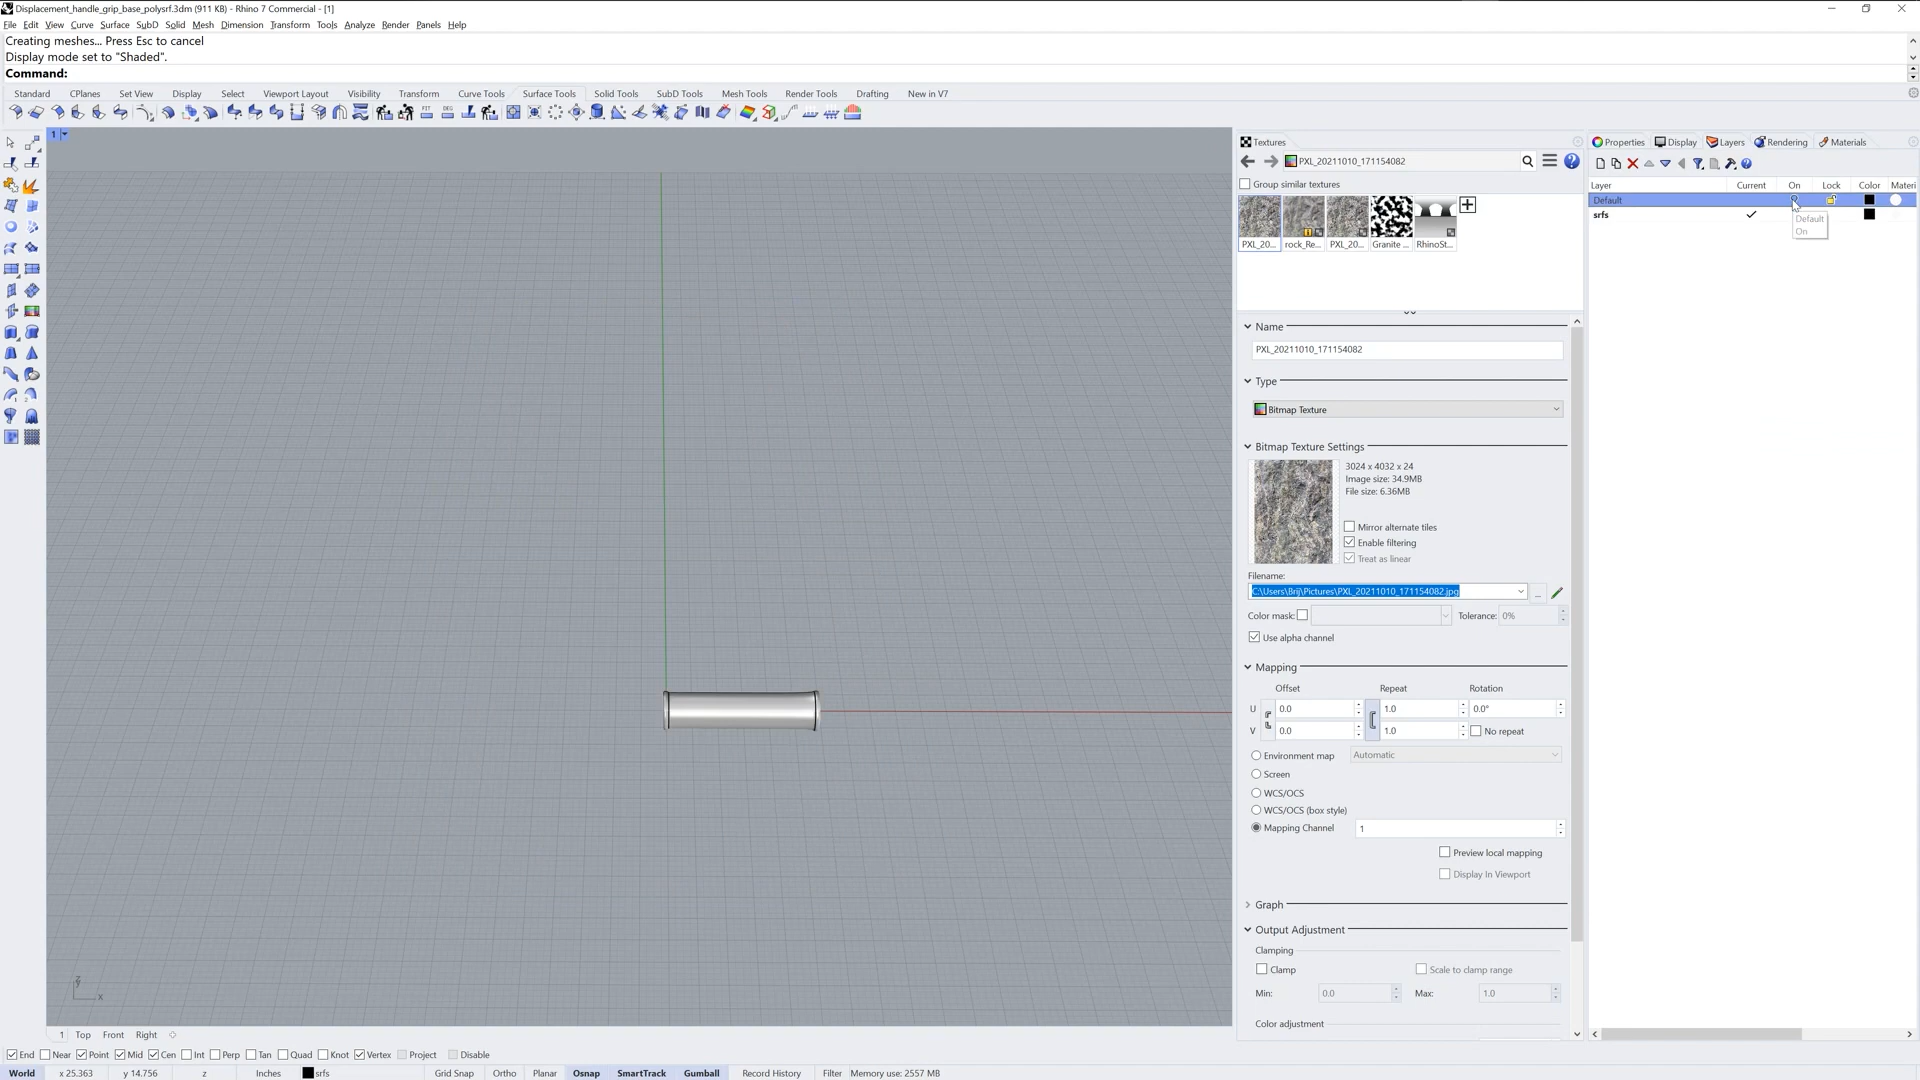 Displacement_handle_grip_base_polysrf.3dm (911 KB) - Rhino 7 Commercial - [1]
File Edit View Curve Surface SubD Solid Mesh Dimension Transform Tools Analyze Render Panels Help
Creating meshes... Press Esc to cancel
Display mode set to "Shaded".
Command:
Standard CPlanes Set View Display Select Viewport Layout Visibility Transform Curve Tools Surface Tools Solid Tools SubD Tools Mesh Tools Render Tools Drafting New in V7
1
Textures
PXL_20211010_171154082
Group similar textures
PXL_20... rock_Re... PXL_20... Granite ... RhinoSt...
Name
PXL_20211010_171154082
Type
Bitmap Texture
Bitmap Texture Settings
3024 x 4032 x 24
Image size: 34.9MB
File size: 6.36MB
Mirror alternate tiles
Enable filtering
Treat as linear
Filename:
C:\Users\Brij\Pictures\PXL_20211010_171154082.jpg
...
Color mask: Tolerance: 0%
Use alpha channel
Mapping
Offset Repeat Rotation
U 0.0 1.0 0.0°
V 0.0 1.0 No repeat
Environment map Automatic
Screen
WCS/OCS
WCS/OCS (box style)
Mapping Channel 1
Preview local mapping
Display In Viewport
Graph
Output Adjustment
Clamping
Clamp Scale to clamp range
Min: 0.0 Max: 1.0
Color adjustment
Properties Display Layers Rendering Materials
Layer Current On Lock Color Materi
Default
srfs
Default
On
y
x
1 Top Front Right
End Near Point Mid Cen Int Perp Tan Quad Knot Vertex Project Disable
World x 25.363 y 14.756 z Inches srfs Grid Snap Ortho Planar Osnap SmartTrack Gumball Record History Filter Memory use: 2557 MB